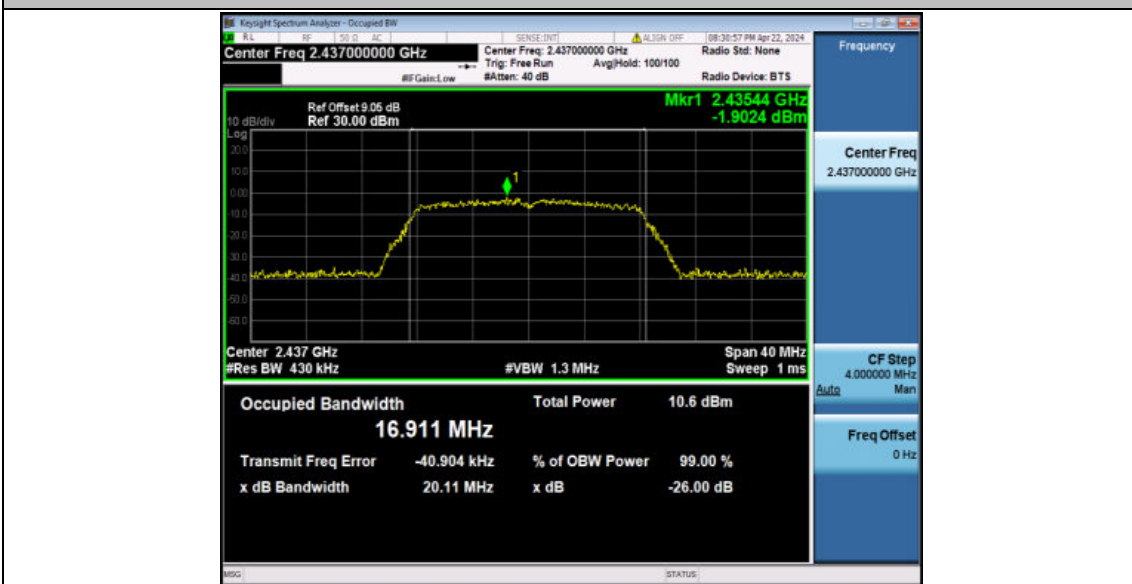 Keysight Spectrum Analyzer - Occupied BW
RL RF 50 Ω AC SENSE:INT ALIGN OFF 08:30:57 PM Apr 22, 2024
Center Freq 2.437000000 GHz
Center Freq: 2.437000000 GHz
Radio Std: None
Trig: Free Run Avg|Hold: 100/100
#IFGain:Low #Atten: 40 dB Radio Device: BTS
Frequency
Mkr1 2.43544 GHz
-1.9024 dBm
Ref Offset 9.05 dB
10 dB/div Ref 30.00 dBm
Log
20.0
10.0
0.00
-10.0
-20.0
-30.0
-40.0
-50.0
-60.0
1
Center 2.437 GHz Span 40 MHz
#Res BW 430 kHz #VBW 1.3 MHz Sweep 1 ms
Center Freq
2.437000000 GHz
CF Step
4.000000 MHz
Auto Man
Freq Offset
0 Hz
Occupied Bandwidth Total Power 10.6 dBm
16.911 MHz
Transmit Freq Error -40.904 kHz % of OBW Power 99.00 %
x dB Bandwidth 20.11 MHz x dB -26.00 dB
MSG STATUS